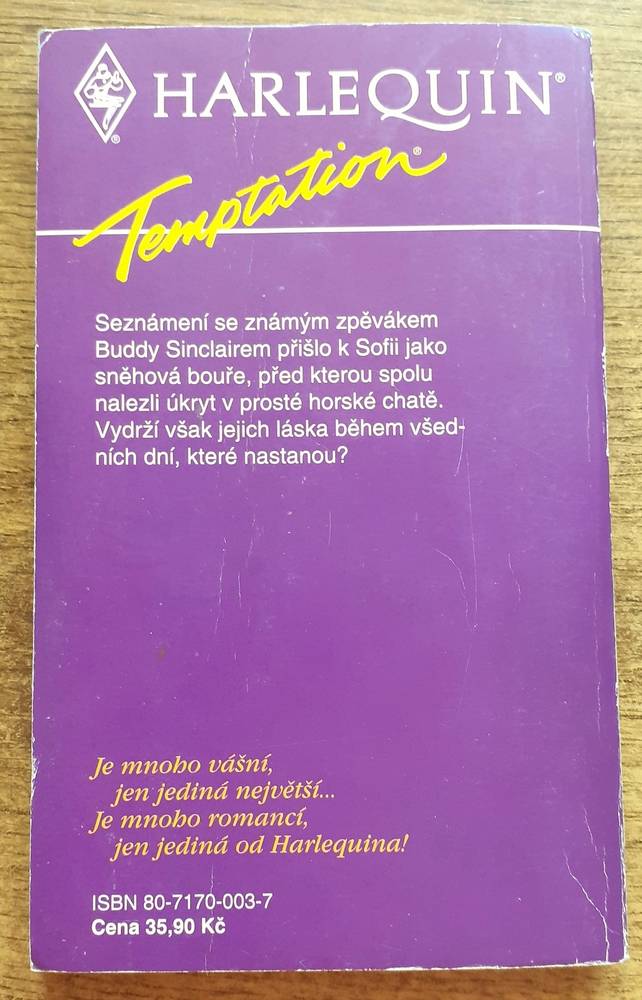 HARLEQUIN®
Temptation®
®
Seznámení se známým zpěvákem
Buddy Sinclairem přišlo k Sofii jako
sněhová bouře, před kterou spolu
nalezli úkryt v prosté horské chatě.
Vydrží však jejich láska během všed-
ních dní, které nastanou?
Je mnoho vášní,
jen jediná největší...
Je mnoho romancí,
jen jediná od Harlequina!
ISBN 80-7170-003-7
Cena 35,90 Kč